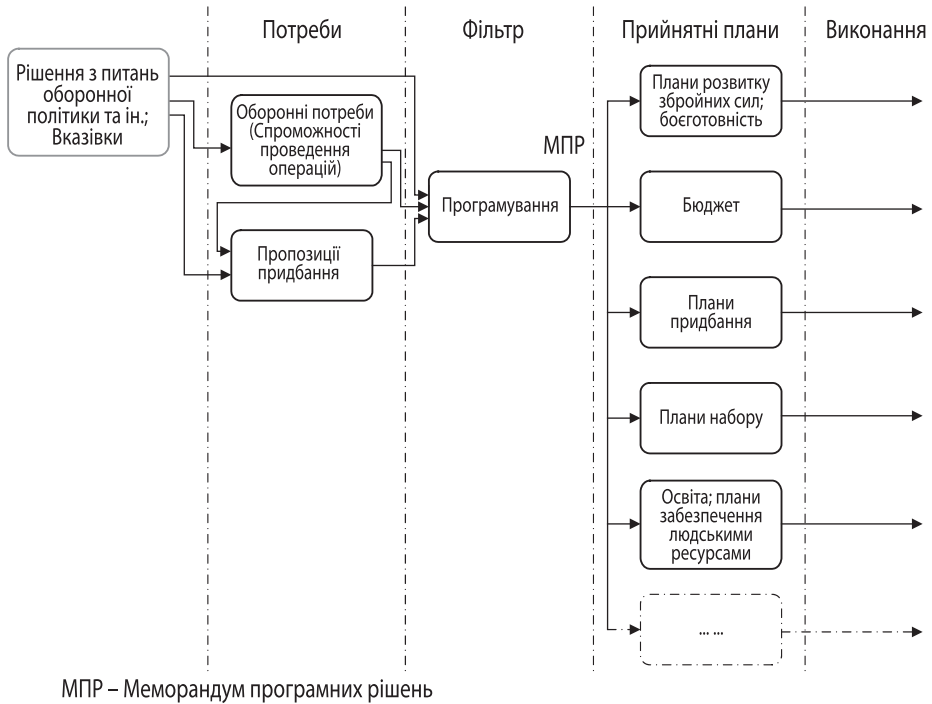 Потреби
Фільтр
Прийнятні плани
Виконання
Рішення з питань
оборонної
політики та ін.;
Вказівки
Оборонні потреби
(Спроможності
проведення
операцій)
Пропозиції
придбання
МПР
Програмування
Плани розвитку
збройних сил;
боєготовність
Бюджет
Плани
придбання
Плани набору
Освіта; плани
забезпечення
людськими
ресурсами
... ...
МПР – Меморандум програмних рішень